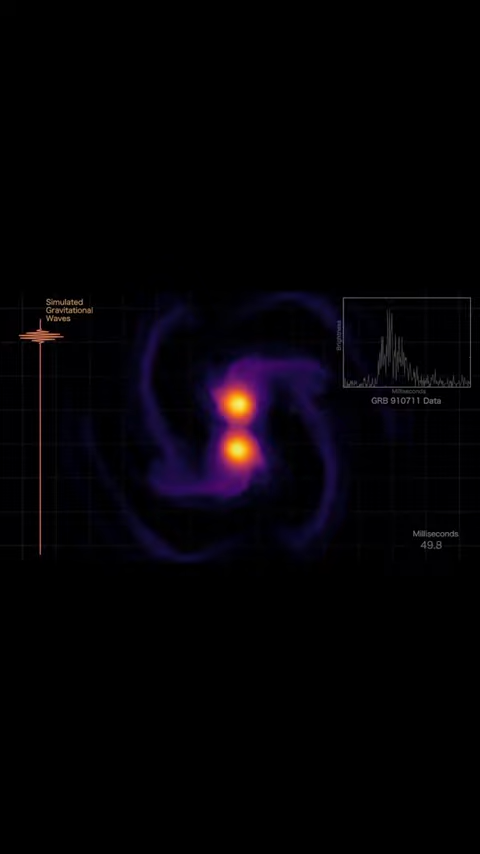 Simulated
Gravitational
Waves
Brightness
Milliseconds
GRB 910711 Data
Milliseconds
49.8